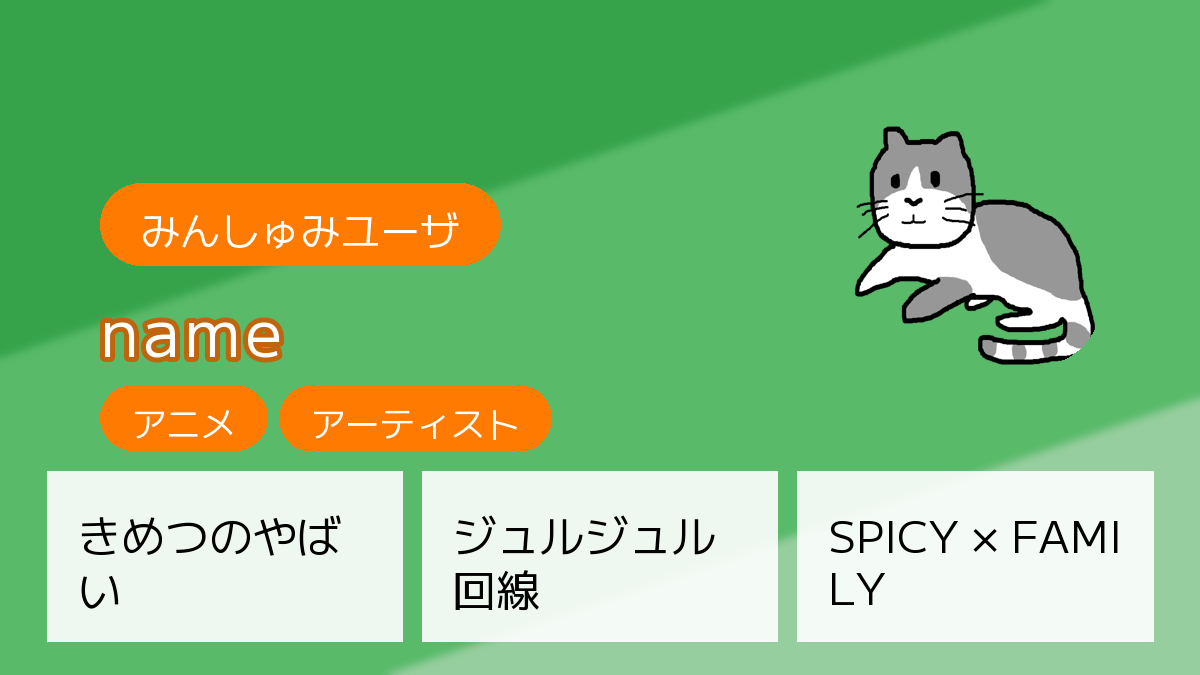 みんしゅみユーザ
name
アニメ アーティスト
きめつのやば
い
ジュルジュル
回線
SPICY × FAMI
LY